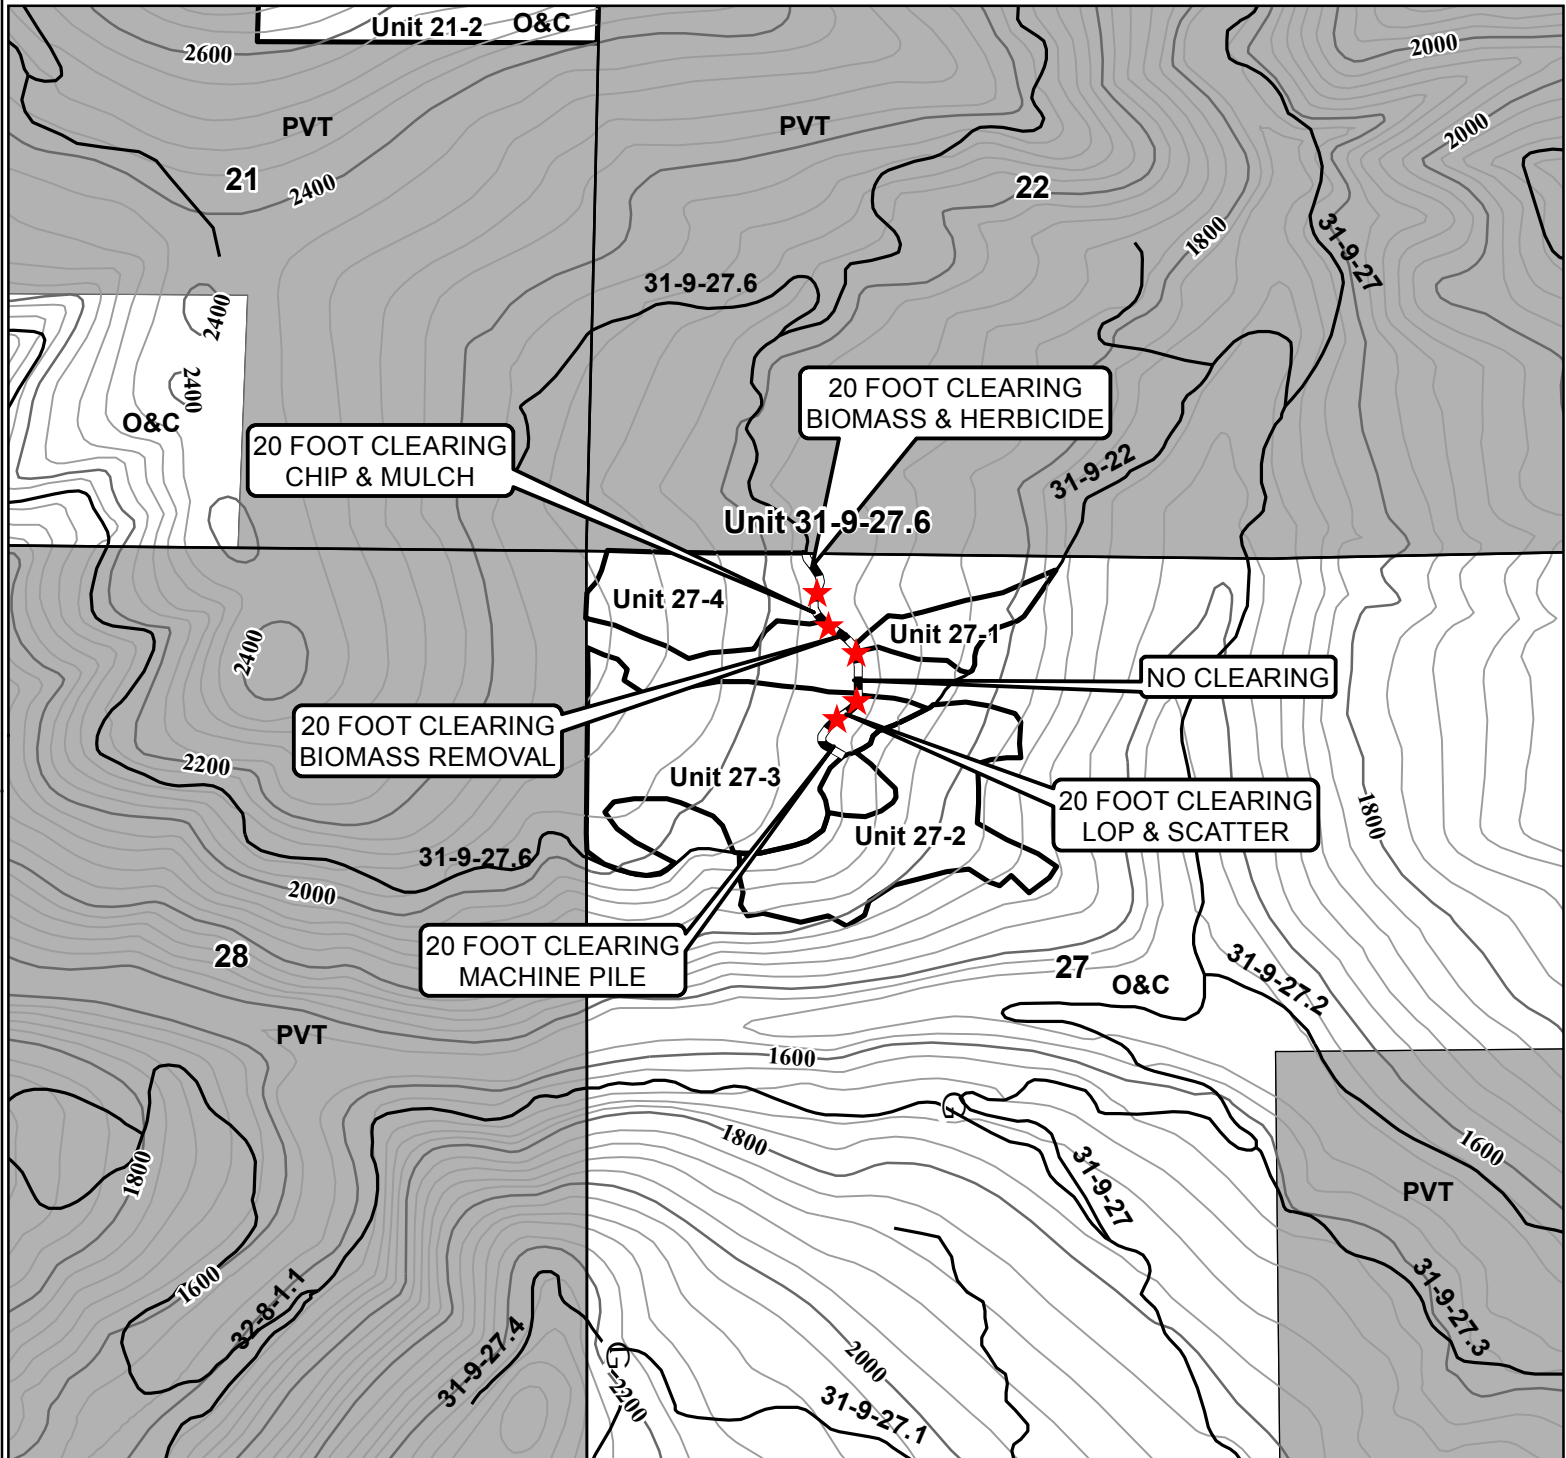 Unit 21-2 O&C
2600
2000
PVT
PVT
2000
21
2400
22
1800
31-9-27
31-9-27.6
2400
2400
O&C
20 FOOT CLEARING
BIOMASS & HERBICIDE
20 FOOT CLEARING
CHIP & MULCH
31-9-22
Unit 31-9-27.6
Unit 27-4
Unit 27-1
2400
NO CLEARING
20 FOOT CLEARING
BIOMASS REMOVAL
2200
Unit 27-3
20 FOOT CLEARING
LOP & SCATTER
1800
Unit 27-2
31-9-27.6
2000
20 FOOT CLEARING
MACHINE PILE
28
27
O&C
31-9-27.2
PVT
1600
G
1800
1600
1800
31-9-27
PVT
1600
32-8-1.1
31-9-27.4
31-9-27.3
G
2200
2000
31-9-27.1